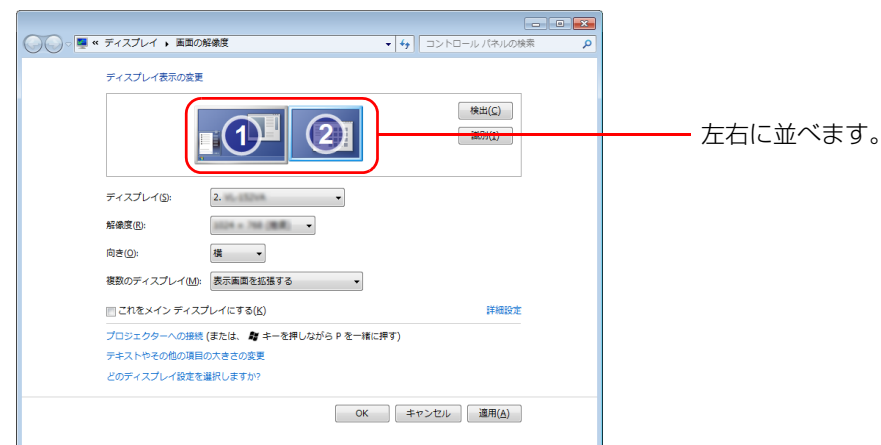 « ディスプレイ ▸ 画面の解像度
コントロール パネルの検索
ディスプレイ表示の変更
1
2
検出(C)
識別(I)
左右に並べます。
ディスプレイ(S): 2.
解像度(R):
向き(O): 横
複数のディスプレイ(M): 表示画面を拡張する
これをメイン ディスプレイにする(K)
詳細設定
プロジェクターへの接続 (または、 キーを押しながら P を一緒に押す)
テキストやその他の項目の大きさの変更
どのディスプレイ設定を選択しますか?
OK キャンセル 適用(A)